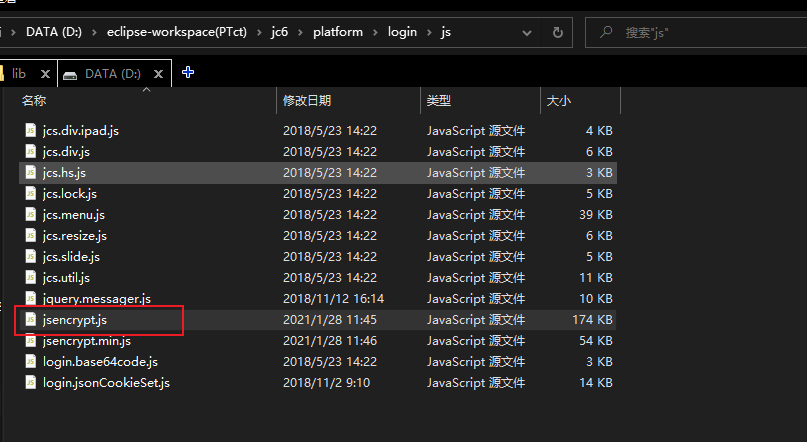 DATA (D:) › eclipse-workspace(PTct) › jc6 › platform › login › js 搜索"js"
lib DATA (D:)
名称 修改日期 类型 大小
jcs.div.ipad.js 2018/5/23 14:22 JavaScript 源文件 4 KB
jcs.div.js 2018/5/23 14:22 JavaScript 源文件 6 KB
jcs.hs.js 2018/5/23 14:22 JavaScript 源文件 3 KB
jcs.lock.js 2018/5/23 14:22 JavaScript 源文件 5 KB
jcs.menu.js 2018/5/23 14:22 JavaScript 源文件 39 KB
jcs.resize.js 2018/5/23 14:22 JavaScript 源文件 6 KB
jcs.slide.js 2018/5/23 14:22 JavaScript 源文件 5 KB
jcs.util.js 2018/5/23 14:22 JavaScript 源文件 11 KB
jquery.messager.js 2018/11/12 16:14 JavaScript 源文件 10 KB
jsencrypt.js 2021/1/28 11:45 JavaScript 源文件 174 KB
jsencrypt.min.js 2021/1/28 11:46 JavaScript 源文件 54 KB
login.base64code.js 2018/5/23 14:22 JavaScript 源文件 3 KB
login.jsonCookieSet.js 2018/11/2 9:10 JavaScript 源文件 14 KB